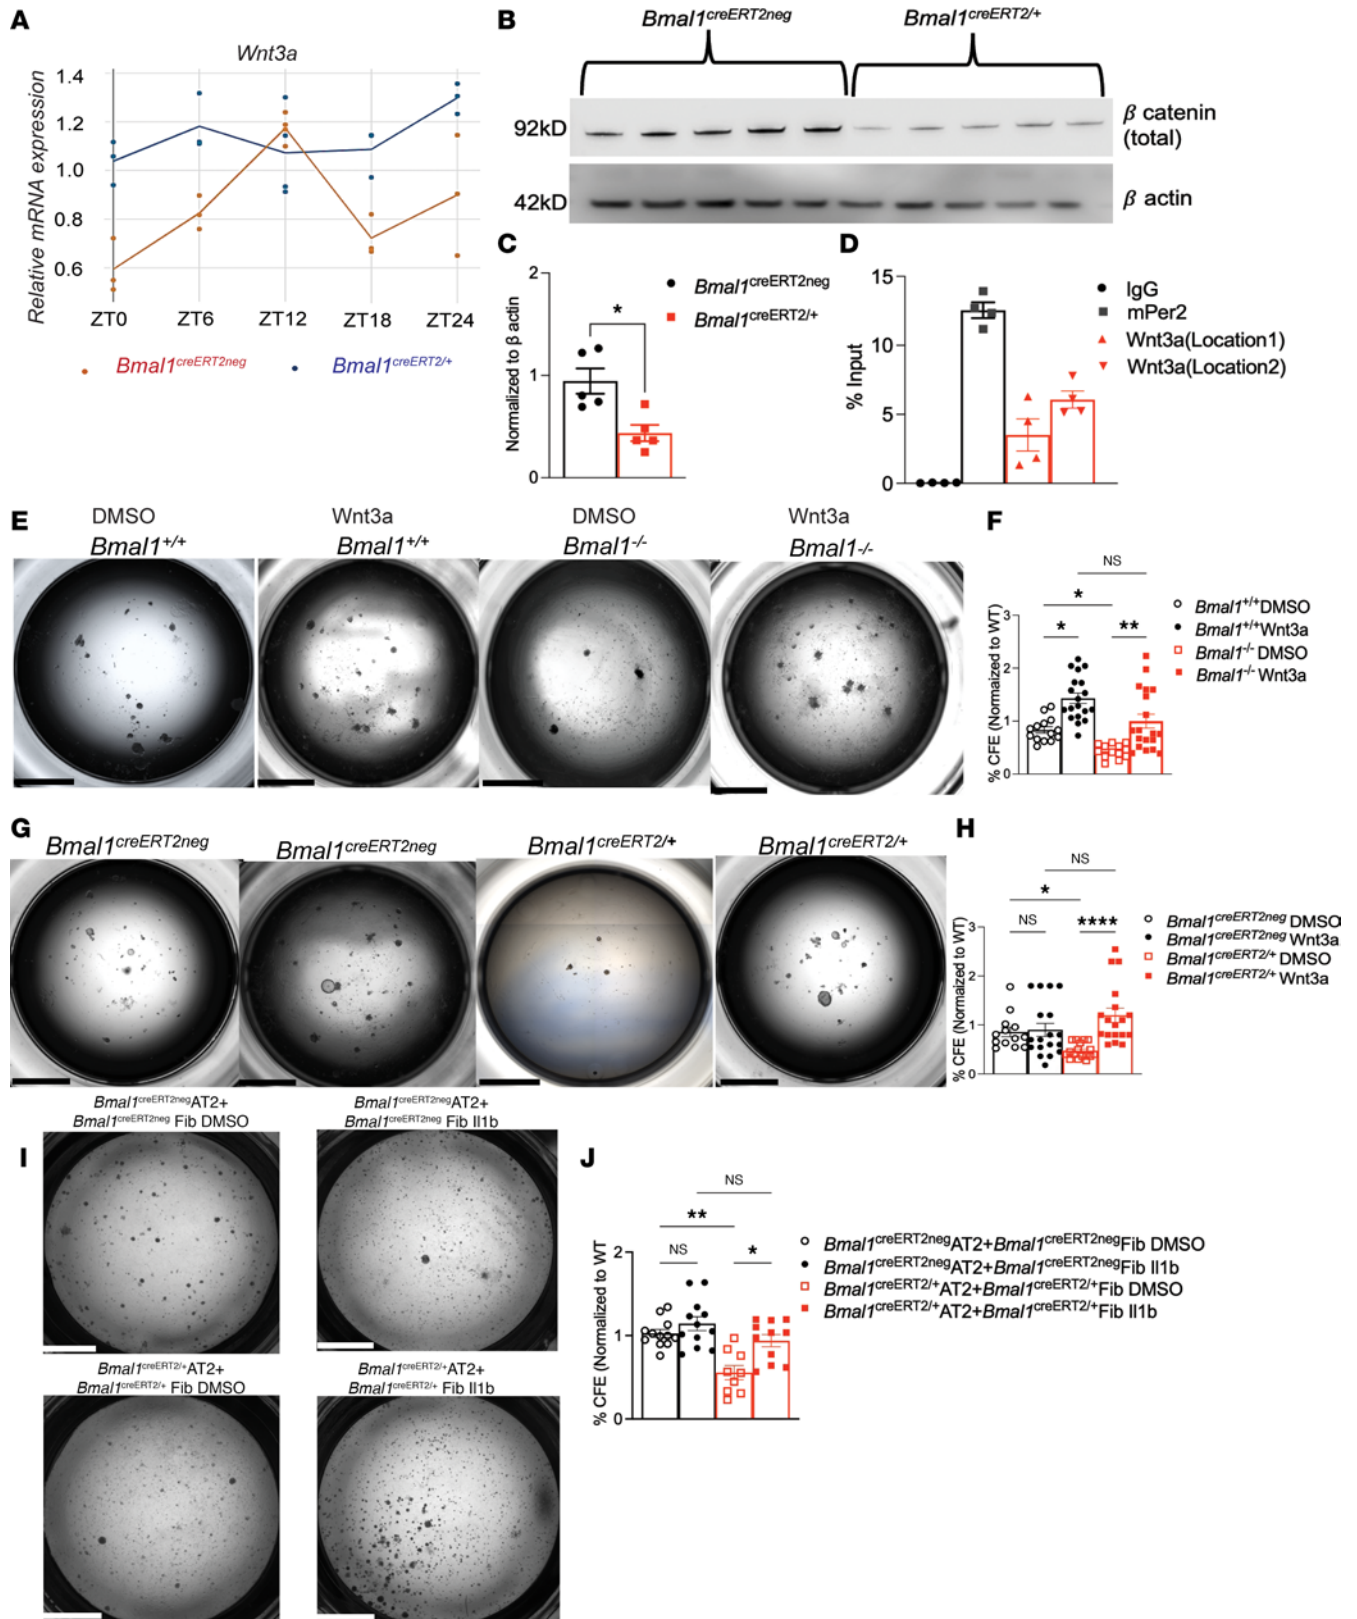 A
Wnt3a
Relative mRNA expression
1.4
1.2
1.0
0.8
0.6
ZT0 ZT6 ZT12 ZT18 ZT24
Bmal1creERT2neg Bmal1creERT2/+
B
Bmal1creERT2neg Bmal1creERT2/+
92kD
β catenin
(total)
42kD
β actin
C
Normalized to β actin
2
1
0
*
Bmal1creERT2neg
Bmal1creERT2/+
D
% Input
15
10
5
0
IgG
mPer2
Wnt3a(Location1)
Wnt3a(Location2)
E
DMSO Wnt3a DMSO Wnt3a
Bmal1+/+ Bmal1+/+ Bmal1-/- Bmal1-/-
F
% CFE (Normaized to WT)
3
2
1
0
NS
*
* **
Bmal1+/+DMSO
Bmal1+/+Wnt3a
Bmal1-/- DMSO
Bmal1-/- Wnt3a
G
Bmal1creERT2neg Bmal1creERT2neg Bmal1creERT2/+ Bmal1creERT2/+
H
% CFE (Normaized to WT)
3
2
1
0
NS
*
NS ****
Bmal1creERT2neg DMSO
Bmal1creERT2neg Wnt3a
Bmal1creERT2/+ DMSO
Bmal1creERT2/+ Wnt3a
I
Bmal1creERT2negAT2+
Bmal1creERT2neg Fib DMSO
Bmal1creERT2negAT2+
Bmal1creERT2neg Fib Il1b
Bmal1creERT2/+AT2+
Bmal1creERT2/+ Fib DMSO
Bmal1creERT2/+AT2+
Bmal1creERT2/+ Fib Il1b
J
% CFE (Normalized to WT
2
1
0
NS
**
NS *
Bmal1creERT2negAT2+Bmal1creERT2negFib DMSO
Bmal1creERT2negAT2+Bmal1creERT2negFib Il1b
Bmal1creERT2/+AT2+Bmal1creERT2/+Fib DMSO
Bmal1creERT2/+AT2+Bmal1creERT2/+Fib Il1b